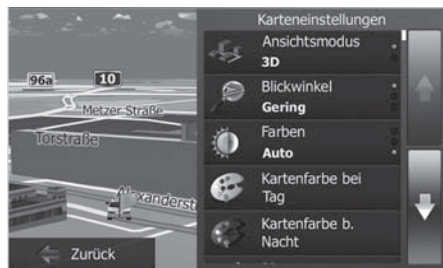 Karteneinstellungen
Ansichtsmodus
3D
Blickwinkel
Gering
Farben
Auto
Kartenfarbe bei
Tag
Kartenfarbe b.
Nacht
96a
10
Metzer Straße
Torstraße
Alexanderst
Zurück